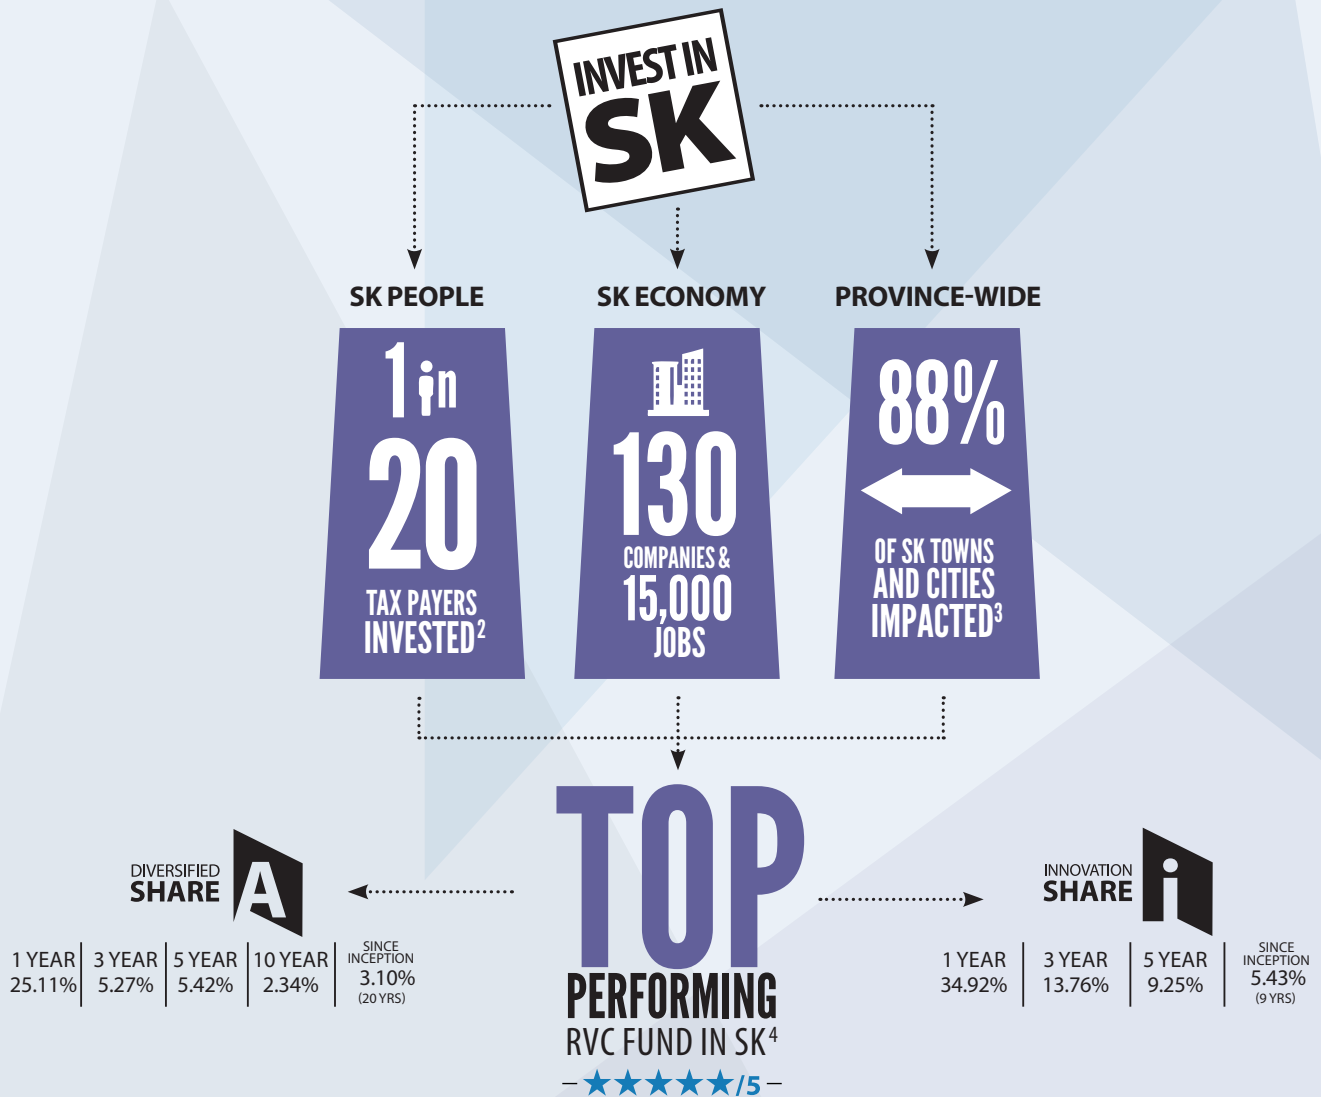 INVEST IN
SK
SK PEOPLE
1 in
20
TAX PAYERS
INVESTED2
SK ECONOMY
130
COMPANIES &
15,000
JOBS
PROVINCE-WIDE
88%
OF SK TOWNS
AND CITIES
IMPACTED3
TOP
PERFORMING
RVC FUND IN SK4
– ★★★★★/5 –
DIVERSIFIED
SHARE A
1 YEAR
25.11%
3 YEAR
5.27%
5 YEAR
5.42%
10 YEAR
2.34%
SINCE
INCEPTION
3.10%
(20 YRS)
INNOVATION
SHARE i
1 YEAR
34.92%
3 YEAR
13.76%
5 YEAR
9.25%
SINCE
INCEPTION
5.43%
(9 YRS)